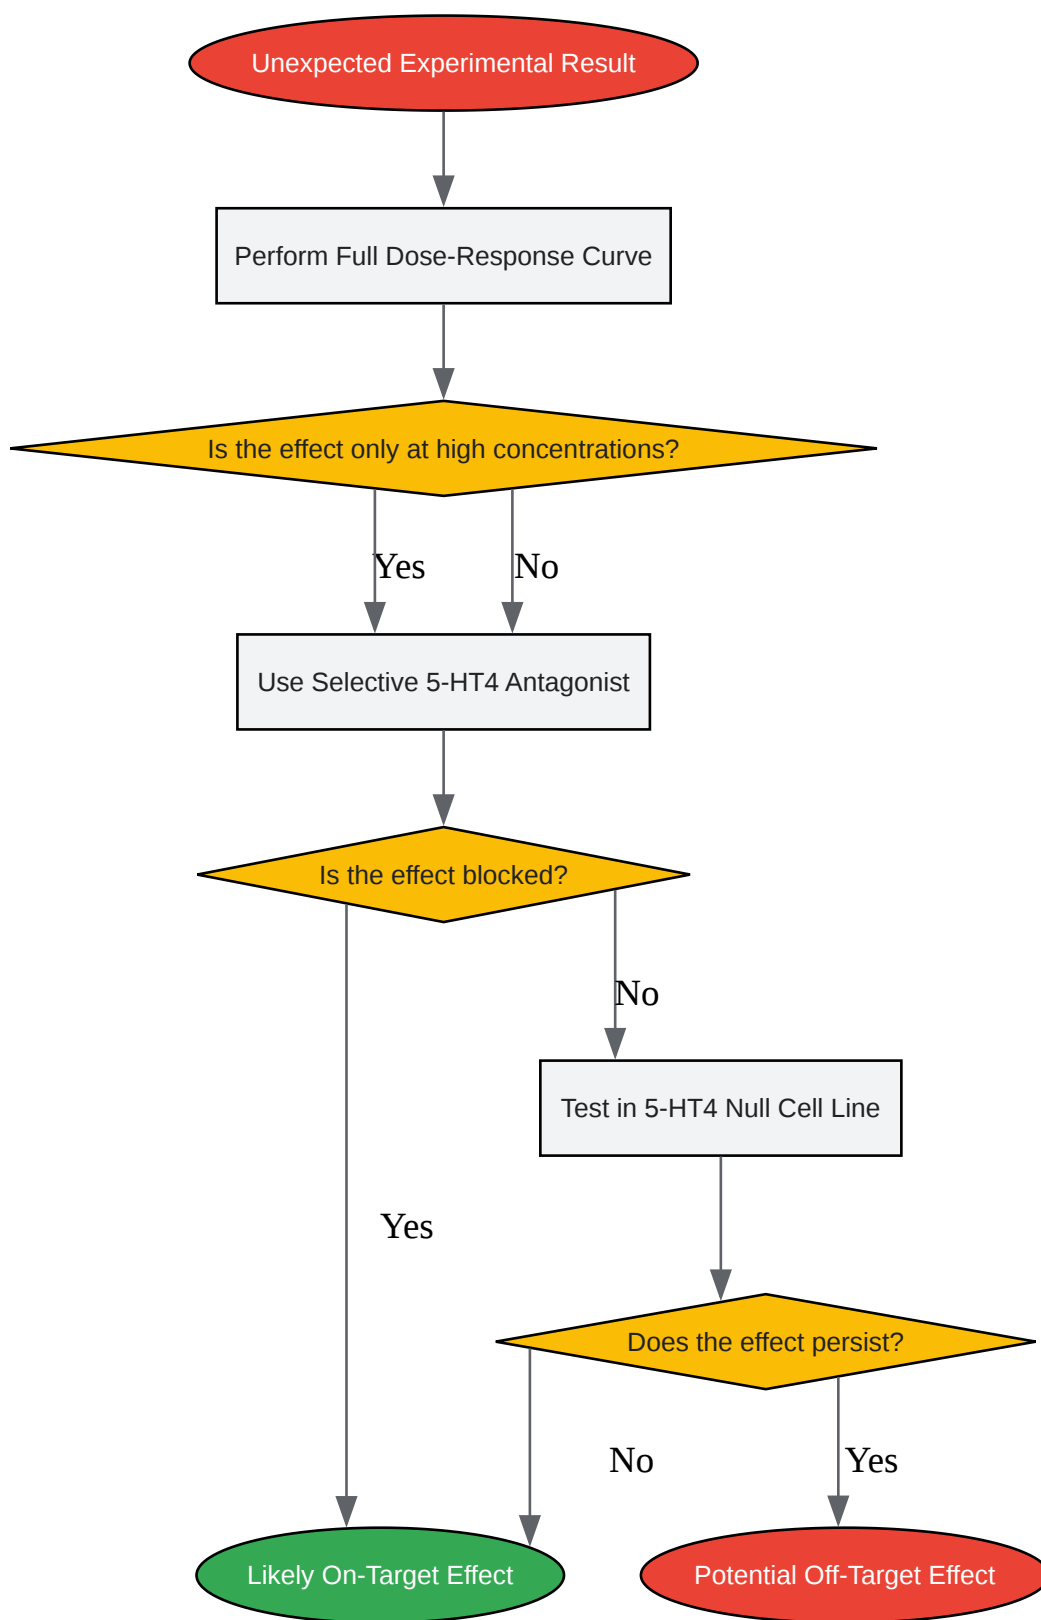 Unexpected Experimental Result
Perform Full Dose-Response Curve
Is the effect only at high concentrations?
Yes
No
Use Selective 5-HT4 Antagonist
Is the effect blocked?
No
Test in 5-HT4 Null Cell Line
Yes
Does the effect persist?
No
Yes
Likely On-Target Effect
Potential Off-Target Effect